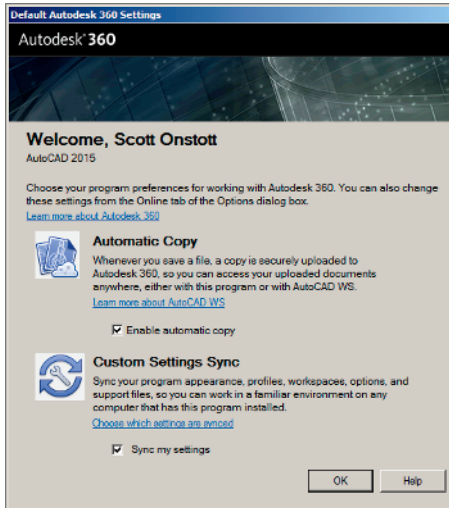 Default Autodesk 360 Settings
Autodesk® 360
Welcome, Scott Onstott
AutoCAD 2015
Choose your program preferences for working with Autodesk 360. You can also change
these settings from the Online tab of the Options dialog box.
Learn more about Autodesk 360
Automatic Copy
Whenever you save a file, a copy is securely uploaded to
Autodesk 360, so you can access your uploaded documents
anywhere, either with this program or with AutoCAD WS.
Learn more about AutoCAD WS
Enable automatic copy
Custom Settings Sync
Sync your program appearance, profiles, workspaces, options, and
support files, so you can work in a familiar environment on any
computer that has this program installed.
Choose which settings are synced
Sync my settings
OK
Help